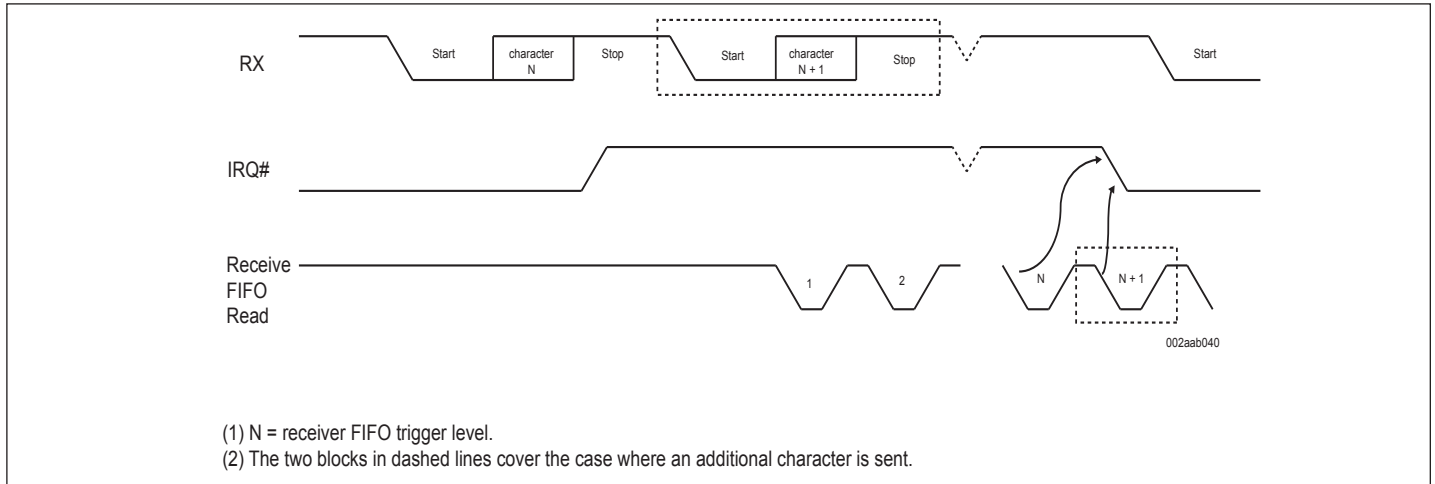 RX
Start
character
N
Stop
Start
character
N + 1
Stop
Start
IRQ#
Receive
FIFO
Read
1
2
N
N + 1
002aab040
(1) N = receiver FIFO trigger level.
(2) The two blocks in dashed lines cover the case where an additional character is sent.